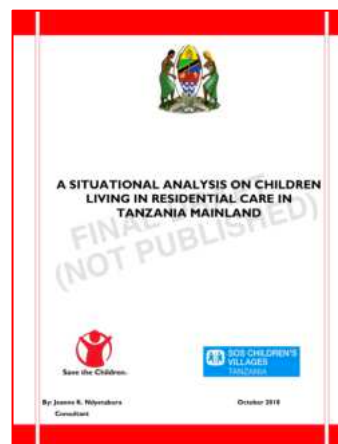 A SITUATIONAL ANALYSIS ON CHILDREN
LIVING IN RESIDENTIAL CARE IN
TANZANIA MAINLAND
FINAL
(NOT PUBLISHED)
Save the Children.
SOS CHILDREN'S
VILLAGES
TANZANIA
By: Joanne K.
October 2010
Consultant